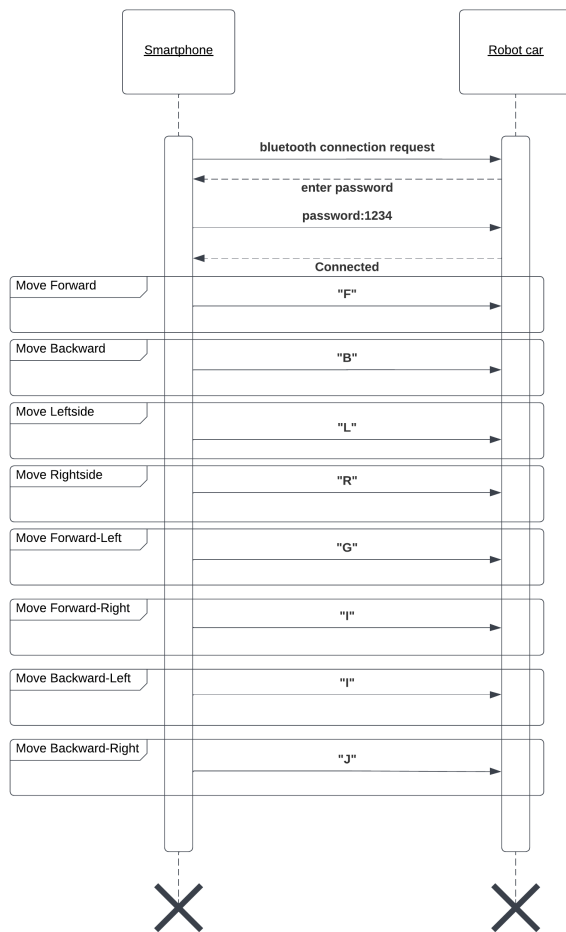 Smartphone
Robot car
bluetooth connection request
enter password
password:1234
Connected
Move Forward
"F"
Move Backward
"B"
Move Leftside
"L"
Move Rightside
"R"
Move Forward-Left
"G"
Move Forward-Right
"I"
Move Backward-Left
"I"
Move Backward-Right
"J"